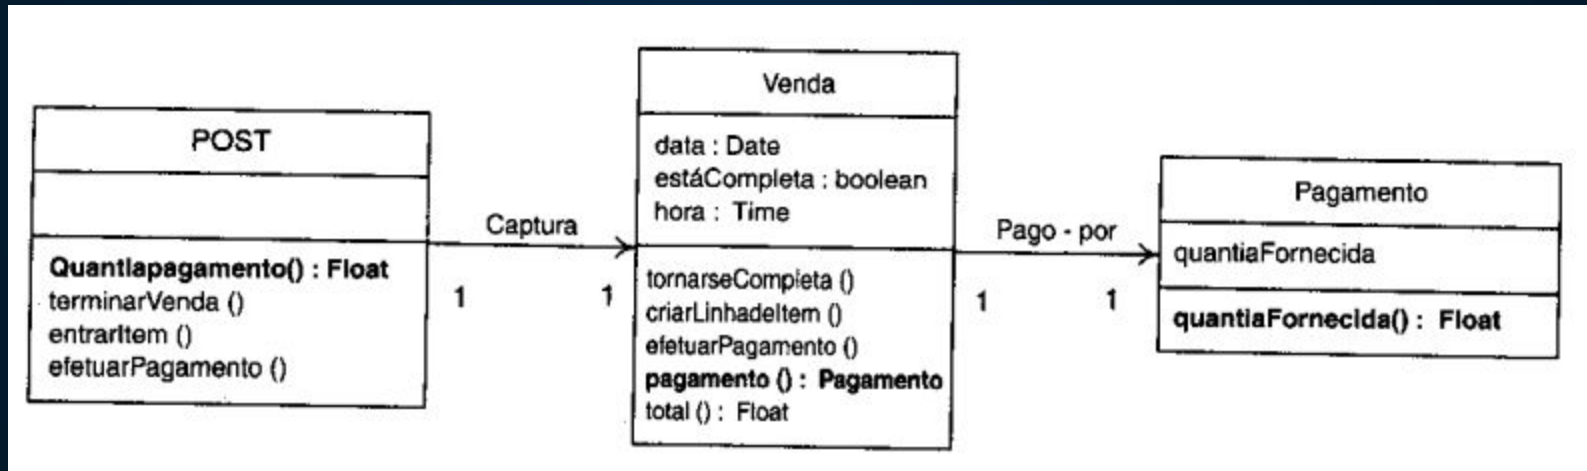 POST
Quantiapagamento() : Float
terminarVenda ()
entrarItem ()
efetuarPagamento ()
Captura
1
1
Venda
data : Date
estáCompleta : boolean
hora : Time
tornarseCompleta ()
criarLinhadeItem ()
efetuarPagamento ()
pagamento () : Pagamento
total () : Float
Pago - por
1
1
Pagamento
quantiaFornecida
quantiaFornecida() : Float